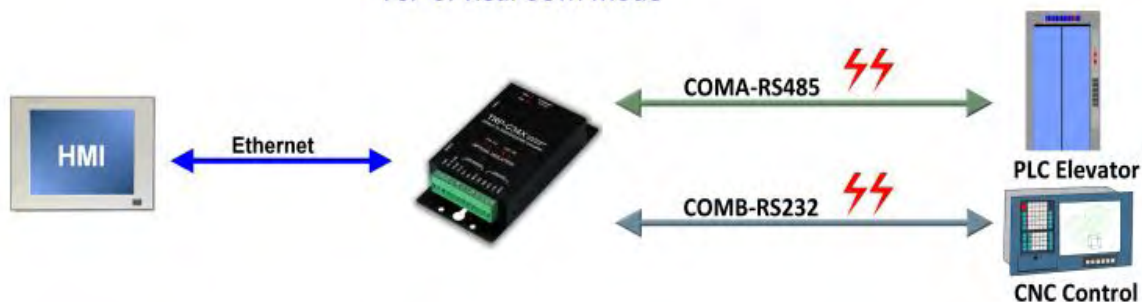 HMI
Ethernet
COMA-RS485
PLC Elevator
COMB-RS232
CNC Control